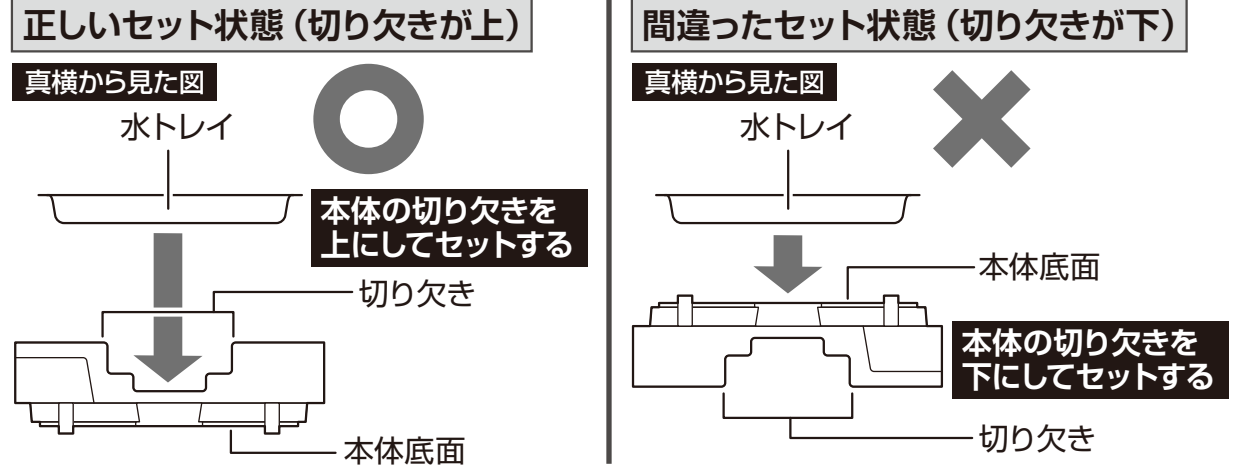 正しいセット状態（切り欠きが上）
真横から見た図
水トレイ
本体の切り欠きを
上にしてセットする
切り欠き
本体底面
間違ったセット状態（切り欠きが下）
真横から見た図
水トレイ
本体底面
本体の切り欠きを
下にしてセットする
切り欠き